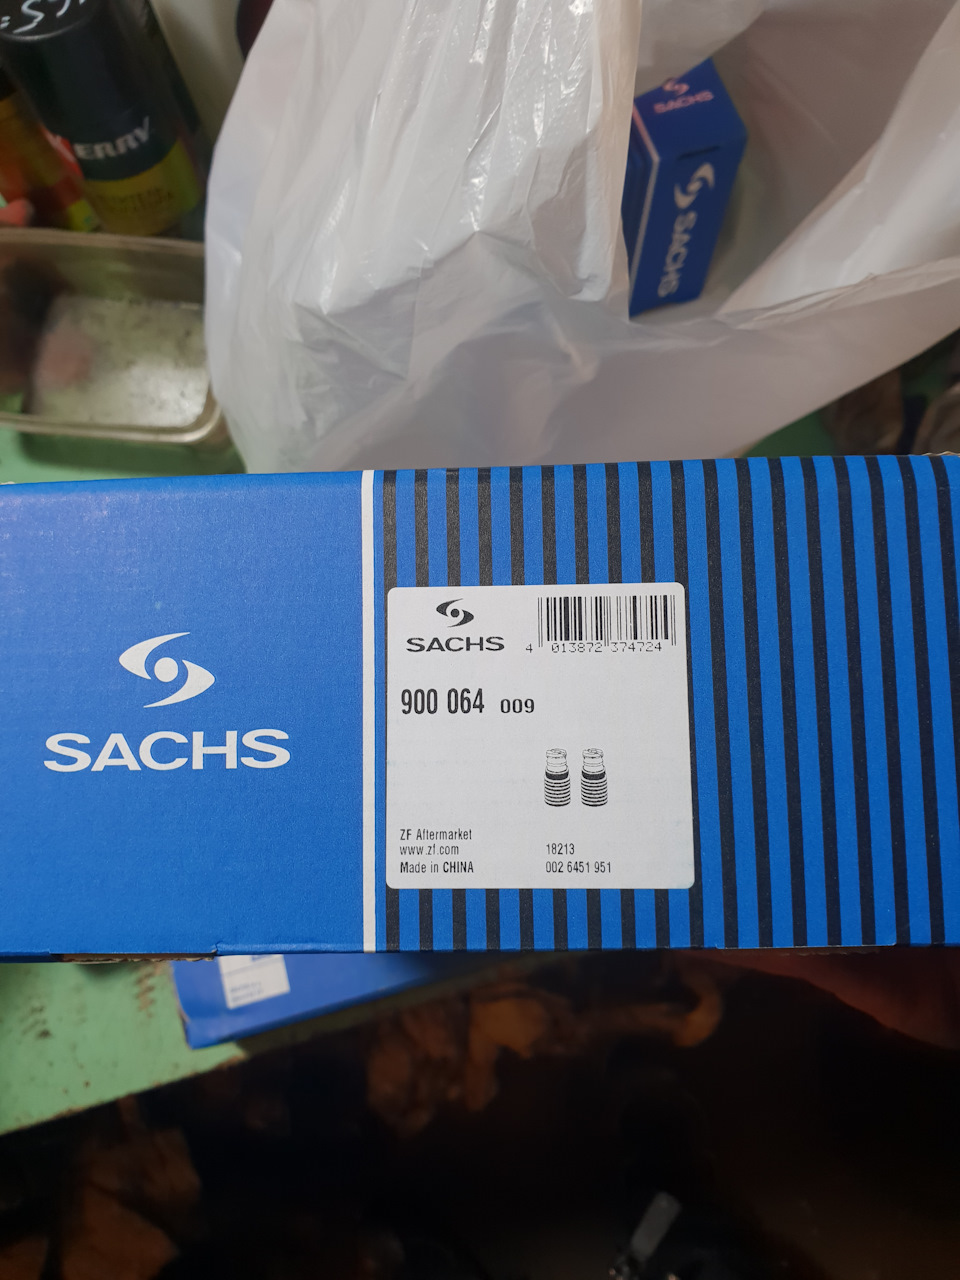 ERRY
SACHS
SACHS
SACHS
SACHS
4 013872 374724
900 064 009
ZF Aftermarket
www.zf.com
18213
Made in CHINA
002 6451 951